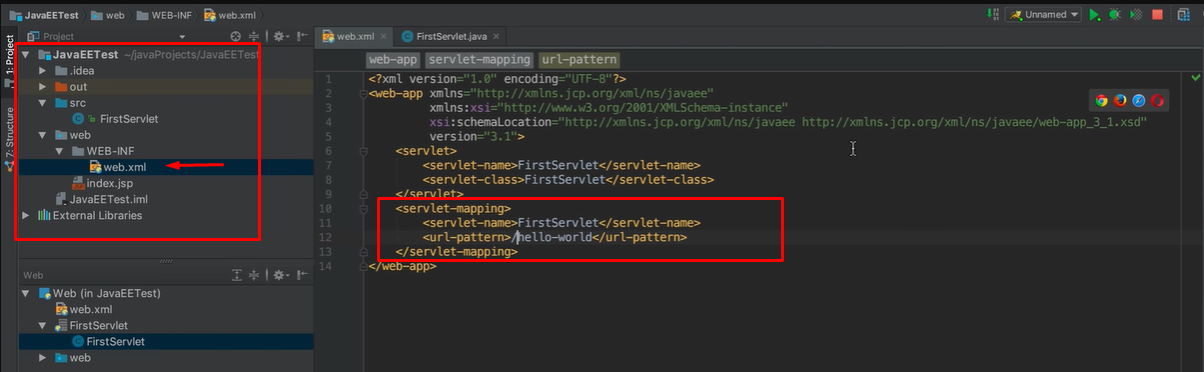 JavaEETest web WEB-INF web.xml Unnamed
1: Project
7: Structure
Project
JavaEETest ~/javaProjects/JavaEETest
.idea
out
src
FirstServlet
web
WEB-INF
web.xml
index.jsp
JavaEETest.iml
External Libraries
Web
Web (in JavaEETest)
web.xml
FirstServlet
FirstServlet
web
web.xml FirstServlet.java
web-app servlet-mapping url-pattern
1 <?xml version="1.0" encoding="UTF-8"?>
2 <web-app xmlns="http://xmlns.jcp.org/xml/ns/javaee"
3 xmlns:xsi="http://www.w3.org/2001/XMLSchema-instance"
4 xsi:schemaLocation="http://xmlns.jcp.org/xml/ns/javaee http://xmlns.jcp.org/xml/ns/javaee/web-app_3_1.xsd"
5 version="3.1">
6 <servlet>
7 <servlet-name>FirstServlet</servlet-name>
8 <servlet-class>FirstServlet</servlet-class>
9 </servlet>
10 <servlet-mapping>
11 <servlet-name>FirstServlet</servlet-name>
12 <url-pattern>/hello-world</url-pattern>
13 </servlet-mapping>
14 </web-app>